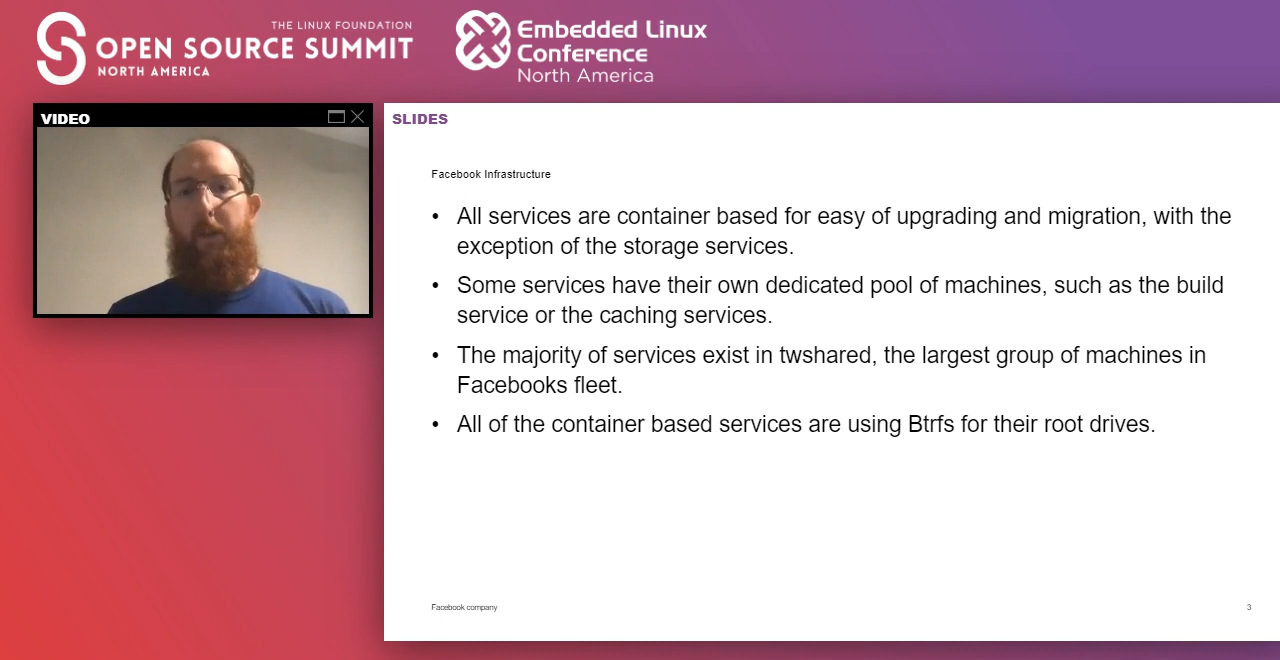 THE LINUX FOUNDATION
OPEN SOURCE SUMMIT
NORTH AMERICA
Embedded Linux
Conference
North America
VIDEO
SLIDES
Facebook Infrastructure
• All services are container based for easy of upgrading and migration, with the
exception of the storage services.
• Some services have their own dedicated pool of machines, such as the build
service or the caching services.
• The majority of services exist in twshared, the largest group of machines in
Facebooks fleet.
• All of the container based services are using Btrfs for their root drives.
Facebook company
3